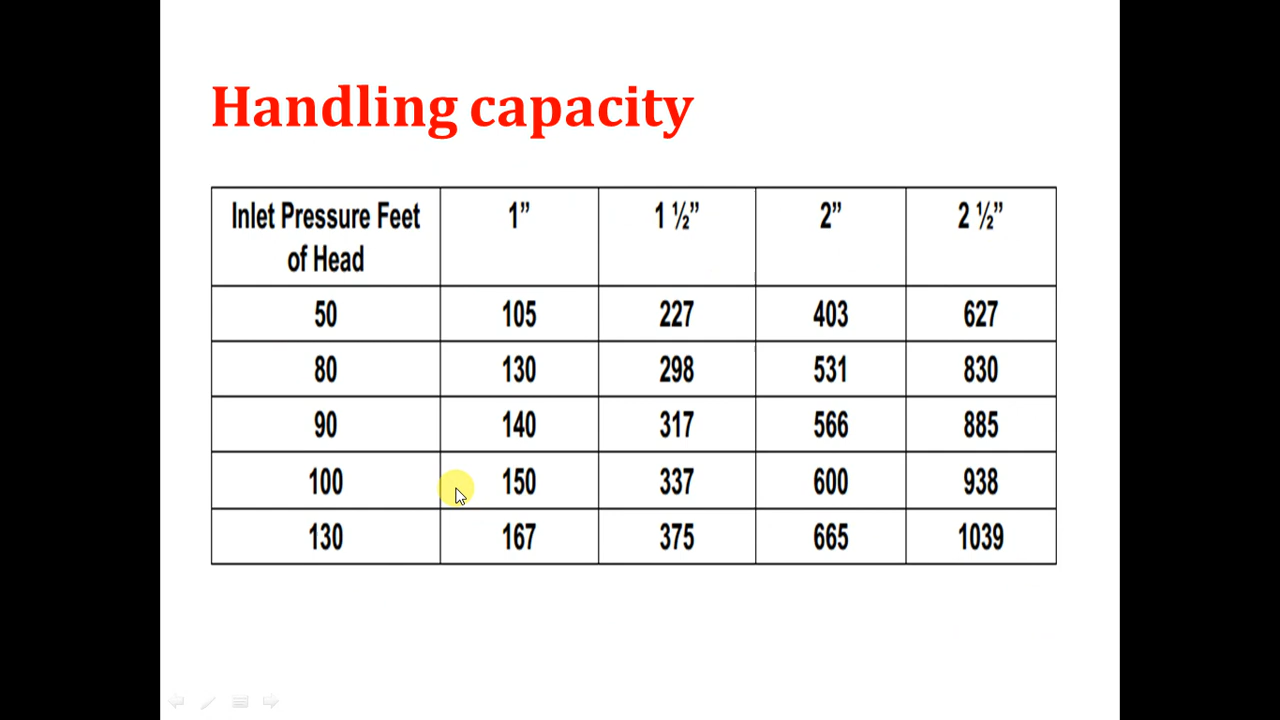 Handling capacity
Inlet Pressure Feet of Head 1” 1 ½” 2” 2 ½”
50 105 227 403 627
80 130 298 531 830
90 140 317 566 885
100 150 337 600 938
130 167 375 665 1039